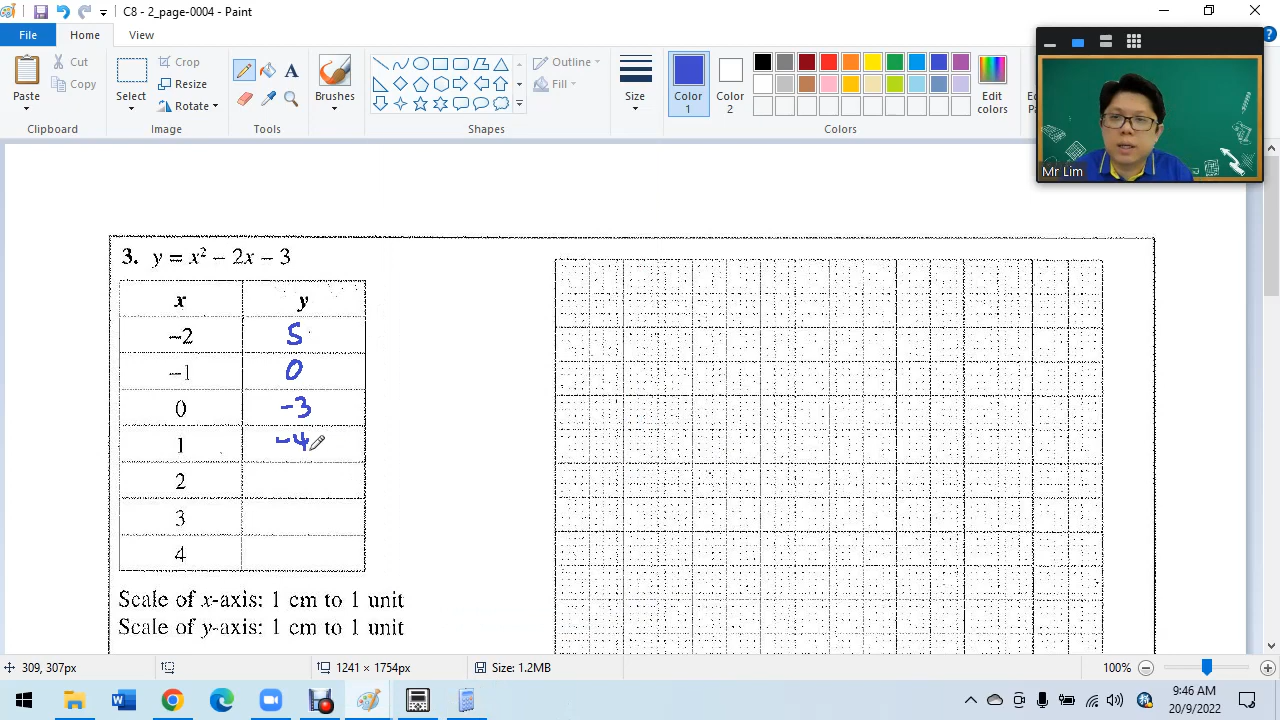 C8 - 2_page-0004 - Paint
File
Home
View
Paste
Cut
Copy
Clipboard
Select
Crop
Resize
Rotate
Image
A
Tools
Brushes
Outline
Fill
Shapes
Size
Color 1
Color 2
Edit colors
Colors
Mr Lim
3. y = x² − 2x − 3
x y
−2 5
−1 0
0 -3
1 -4
2
3
4
Scale of x-axis: 1 cm to 1 unit
Scale of y-axis: 1 cm to 1 unit
309, 307px
1241 × 1754px
Size: 1.2MB
100%
9:46 AM
20/9/2022